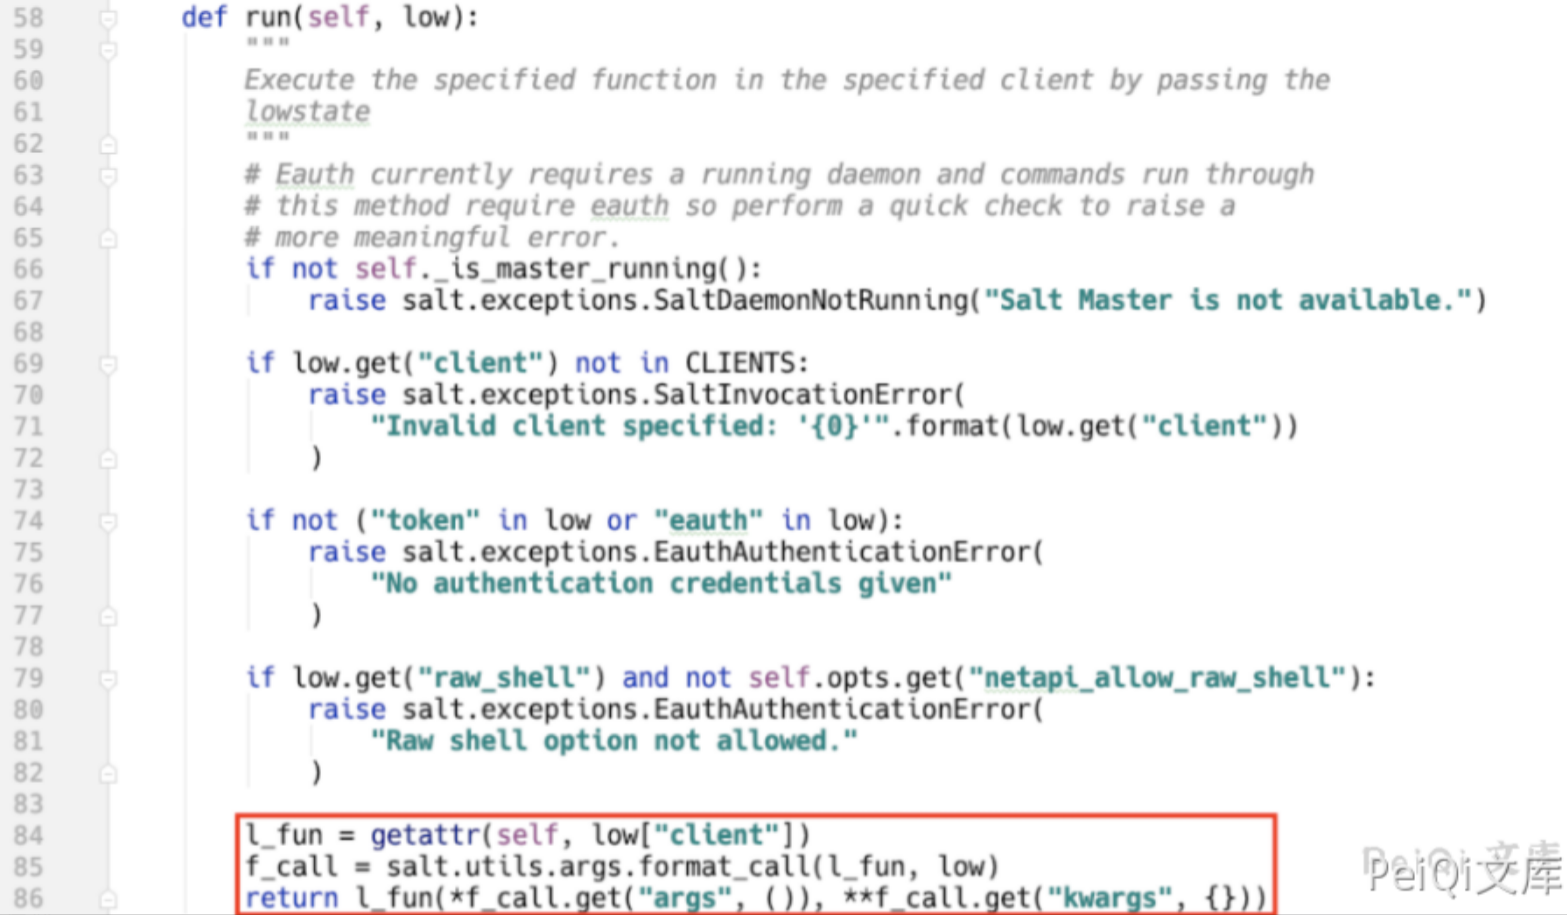 58 def run(self, low):
59 """
60 Execute the specified function in the specified client by passing the
61 lowstate
62 """
63 # Eauth currently requires a running daemon and commands run through
64 # this method require eauth so perform a quick check to raise a
65 # more meaningful error.
66 if not self._is_master_running():
67 raise salt.exceptions.SaltDaemonNotRunning("Salt Master is not available.")
68
69 if low.get("client") not in CLIENTS:
70 raise salt.exceptions.SaltInvocationError(
71 "Invalid client specified: '{0}'".format(low.get("client"))
72 )
73
74 if not ("token" in low or "eauth" in low):
75 raise salt.exceptions.EauthAuthenticationError(
76 "No authentication credentials given"
77 )
78
79 if low.get("raw_shell") and not self.opts.get("netapi_allow_raw_shell"):
80 raise salt.exceptions.EauthAuthenticationError(
81 "Raw shell option not allowed."
82 )
83
84 l_fun = getattr(self, low["client"])
85 f_call = salt.utils.args.format_call(l_fun, low)
86 return l_fun(*f_call.get("args", ()), **f_call.get("kwargs", {}))
PeiQi文库
PeiQi文库